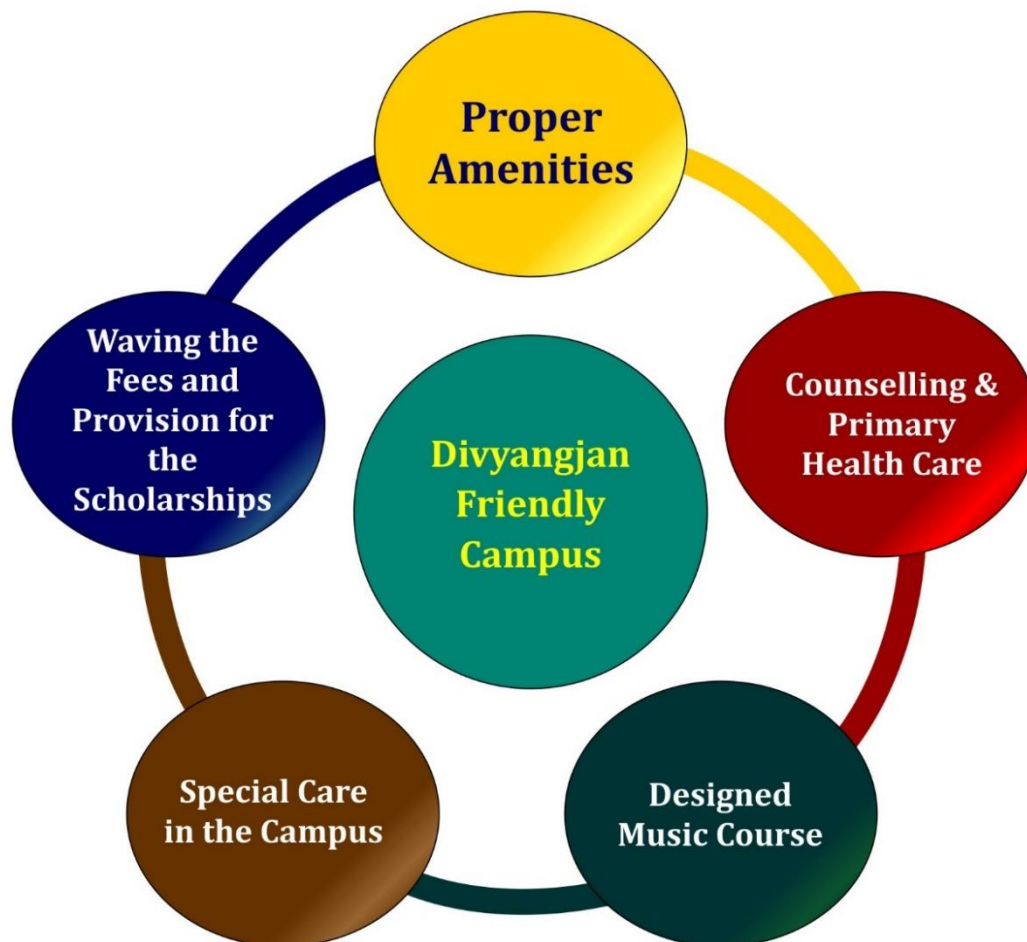 Proper
Amenities
Counselling &
Primary
Health Care
Designed
Music Course
Special Care
in the Campus
Waving the
Fees and
Provision for
the
Scholarships
Divyangjan
Friendly
Campus